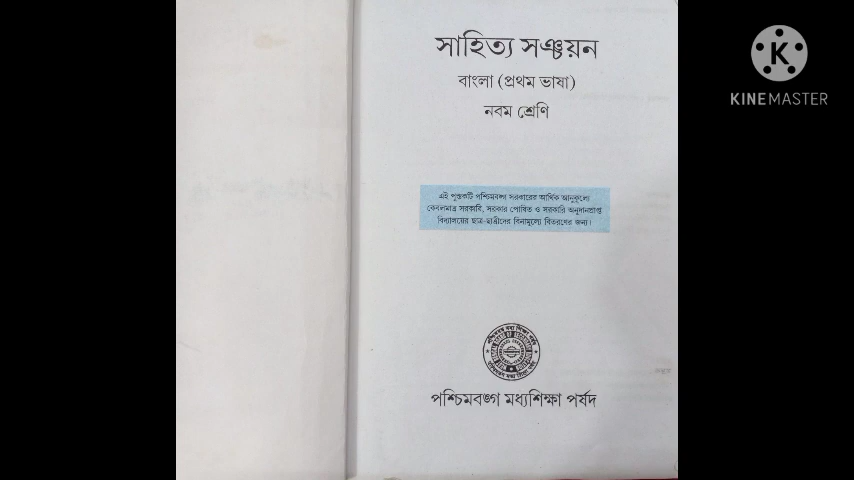 সাহিত্য সঞ্চয়ন
বাংলা (প্রথম ভাষা)
নবম শ্রেণি
এই পুস্তকটি পশ্চিমবঙ্গ সরকারের আর্থিক আনুকূল্যে
কেবলমাত্র সরকারি, সরকার পোষিত ও সরকারি অনুদানপ্রাপ্ত
বিদ্যালয়ের ছাত্র-ছাত্রীদের বিনামূল্যে বিতরণের জন্য।
পশ্চিমবঙ্গ মধ্যশিক্ষা পর্ষদ
K
KINEMASTER